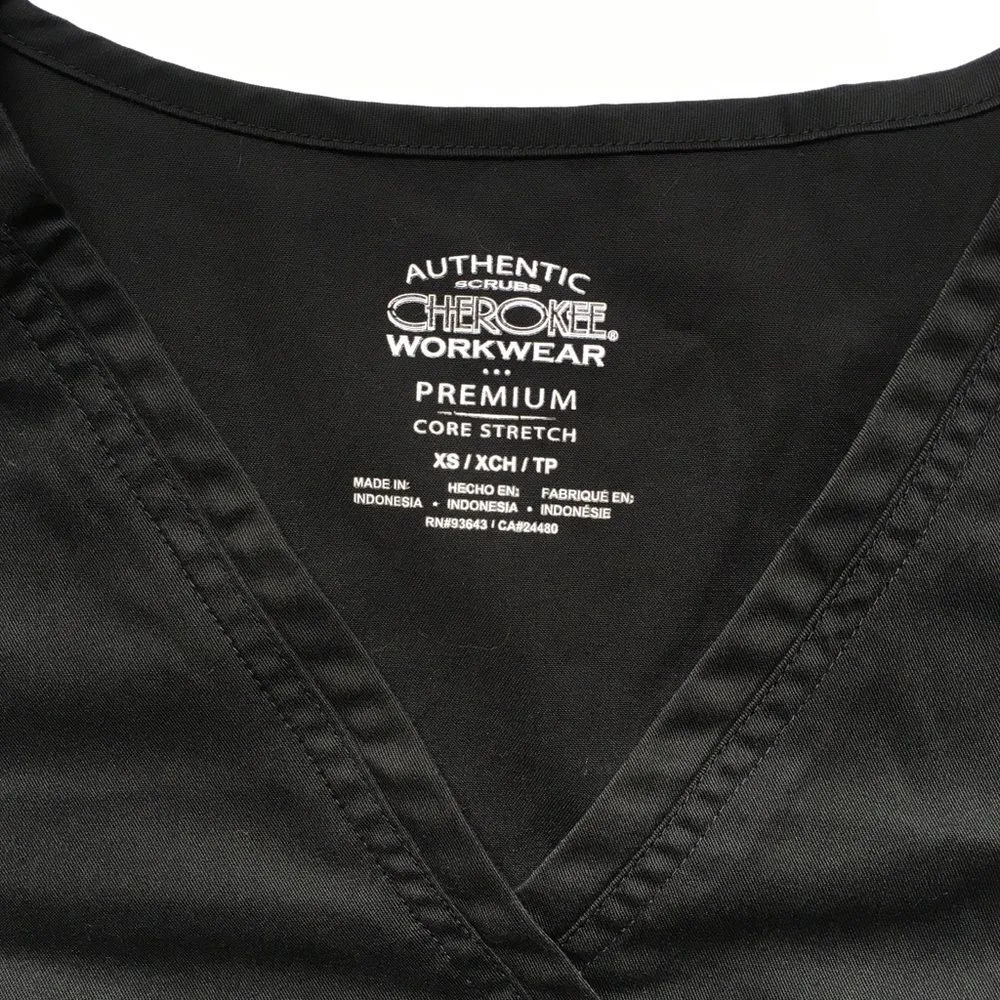 AUTHENTIC
SCRUBS
CHEROKEE®
WORKWEAR
PREMIUM
CORE STRETCH
XS / XCH / TP
MADE IN: HECHO EN: FABRIQUÉ EN:
INDONESIA • INDONESIA • INDONÉSIE
RN#93643 / CA#24480